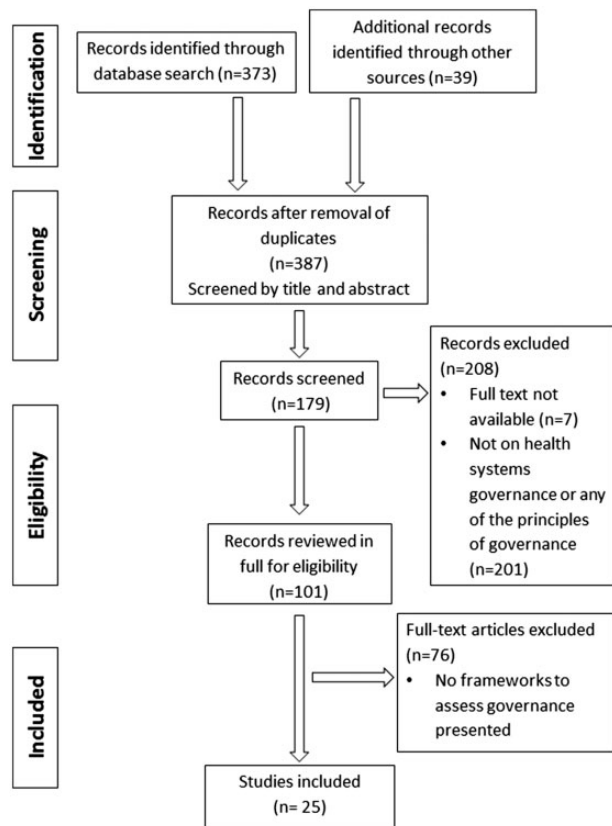 Identification
Records identified through
database search (n=373)
Additional records
identified through other
sources (n=39)
Screening
Records after removal of
duplicates
(n=387)
Screened by title and abstract
Records screened
(n=179)
Records excluded
(n=208)
• Full text not
available (n=7)
• Not on health
systems
governance or any
of the principles
of governance
(n=201)
Eligibility
Records reviewed in
full for eligibility
(n=101)
Full-text articles excluded
(n=76)
• No frameworks to
assess governance
presented
Included
Studies included
(n= 25)